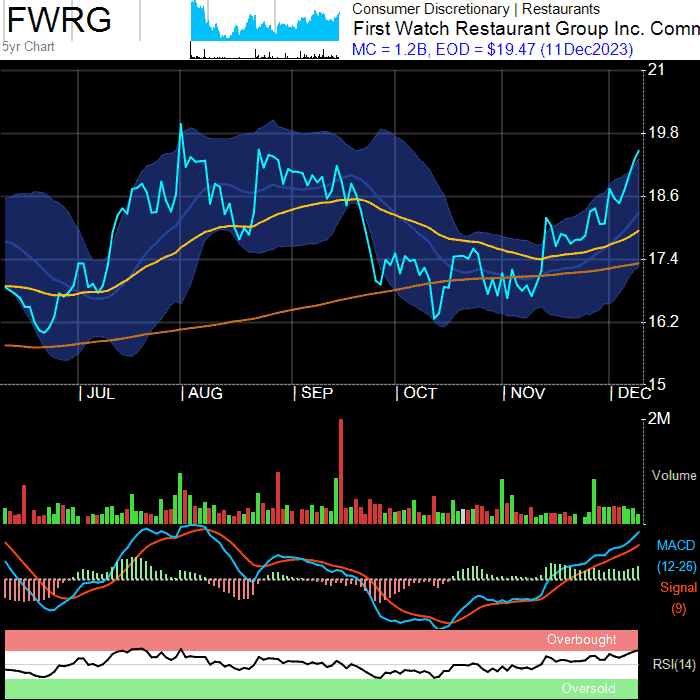 FWRG
5yr Chart
Consumer Discretionary | Restaurants
First Watch Restaurant Group Inc. Comn
MC = 1.2B, EOD = $19.47 (11Dec2023)
21
19.8
18.6
17.4
16.2
15
JUL AUG SEP OCT NOV DEC
2M
Volume
MACD
(12-26)
Signal
(9)
Overbought
RSI(14)
Oversold